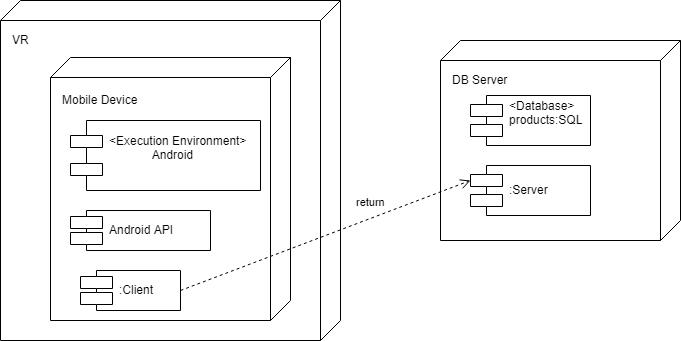 VR
Mobile Device
<Execution Environment>
Android
Android API
:Client
return
DB Server
<Database>
products:SQL
:Server